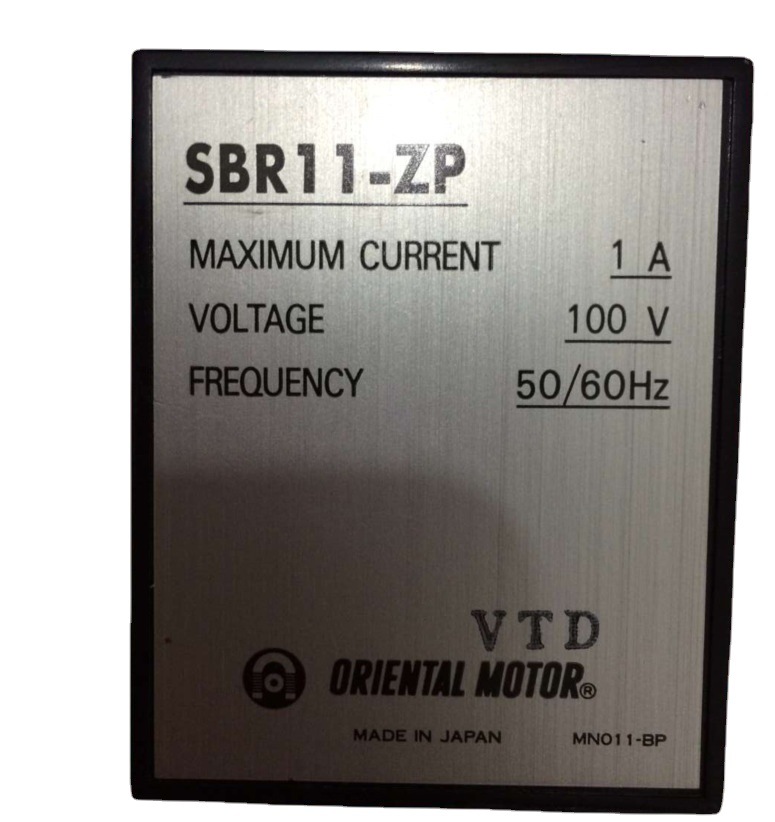 SBR11-ZP
MAXIMUM CURRENT 1 A
VOLTAGE 100 V
FREQUENCY 50/60Hz
VTD
ORIENTAL MOTOR®
MADE IN JAPAN MN011-BP